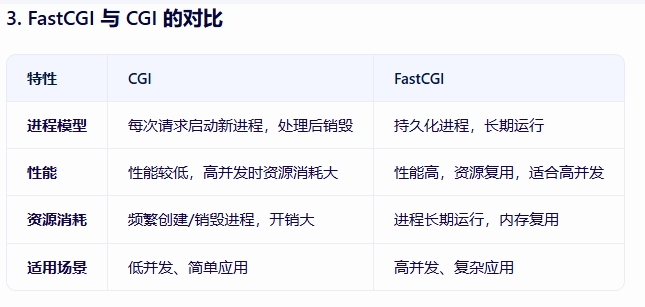 3. FastCGI 与 CGI 的对比
特性 CGI FastCGI
进程模型 每次请求启动新进程，处理后销毁 持久化进程，长期运行
性能 性能较低，高并发时资源消耗大 性能高，资源复用，适合高并发
资源消耗 频繁创建/销毁进程，开销大 进程长期运行，内存复用
适用场景 低并发、简单应用 高并发、复杂应用